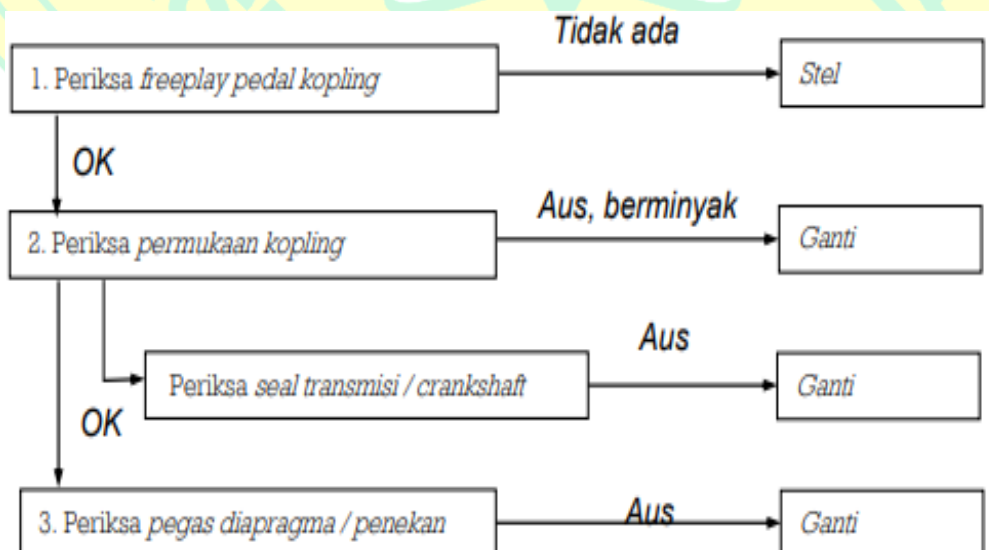 Tidak ada
1. Periksa freeplay pedal kopling
Stel
OK
Aus, berminyak
2. Periksa permukaan kopling
Ganti
Aus
Periksa seal transmisi / crankshaft
Ganti
OK
Aus
3. Periksa pegas diapragma / penekan
Ganti